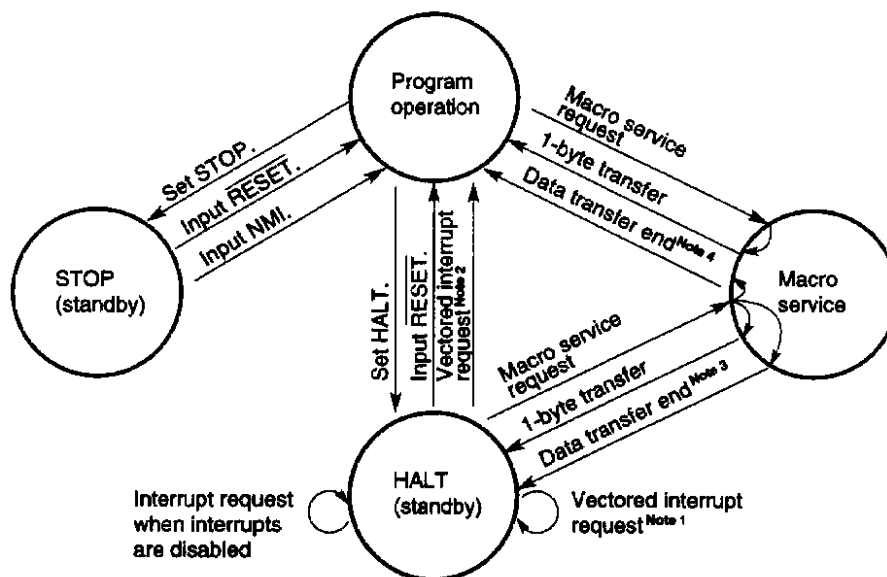 Program
operation
Set STOP.
Input RESET.
Input NMI.
Macro service
request
1-byte transfer
Data transfer end Note 4
STOP
(standby)
Macro
service
Set HALT.
Input RESET.
Vectored interrupt
request Note 2
Macro service
request
1-byte transfer
Data transfer end Note 3
HALT
(standby)
Interrupt request
when interrupts
are disabled
Vectored interrupt
request Note 1